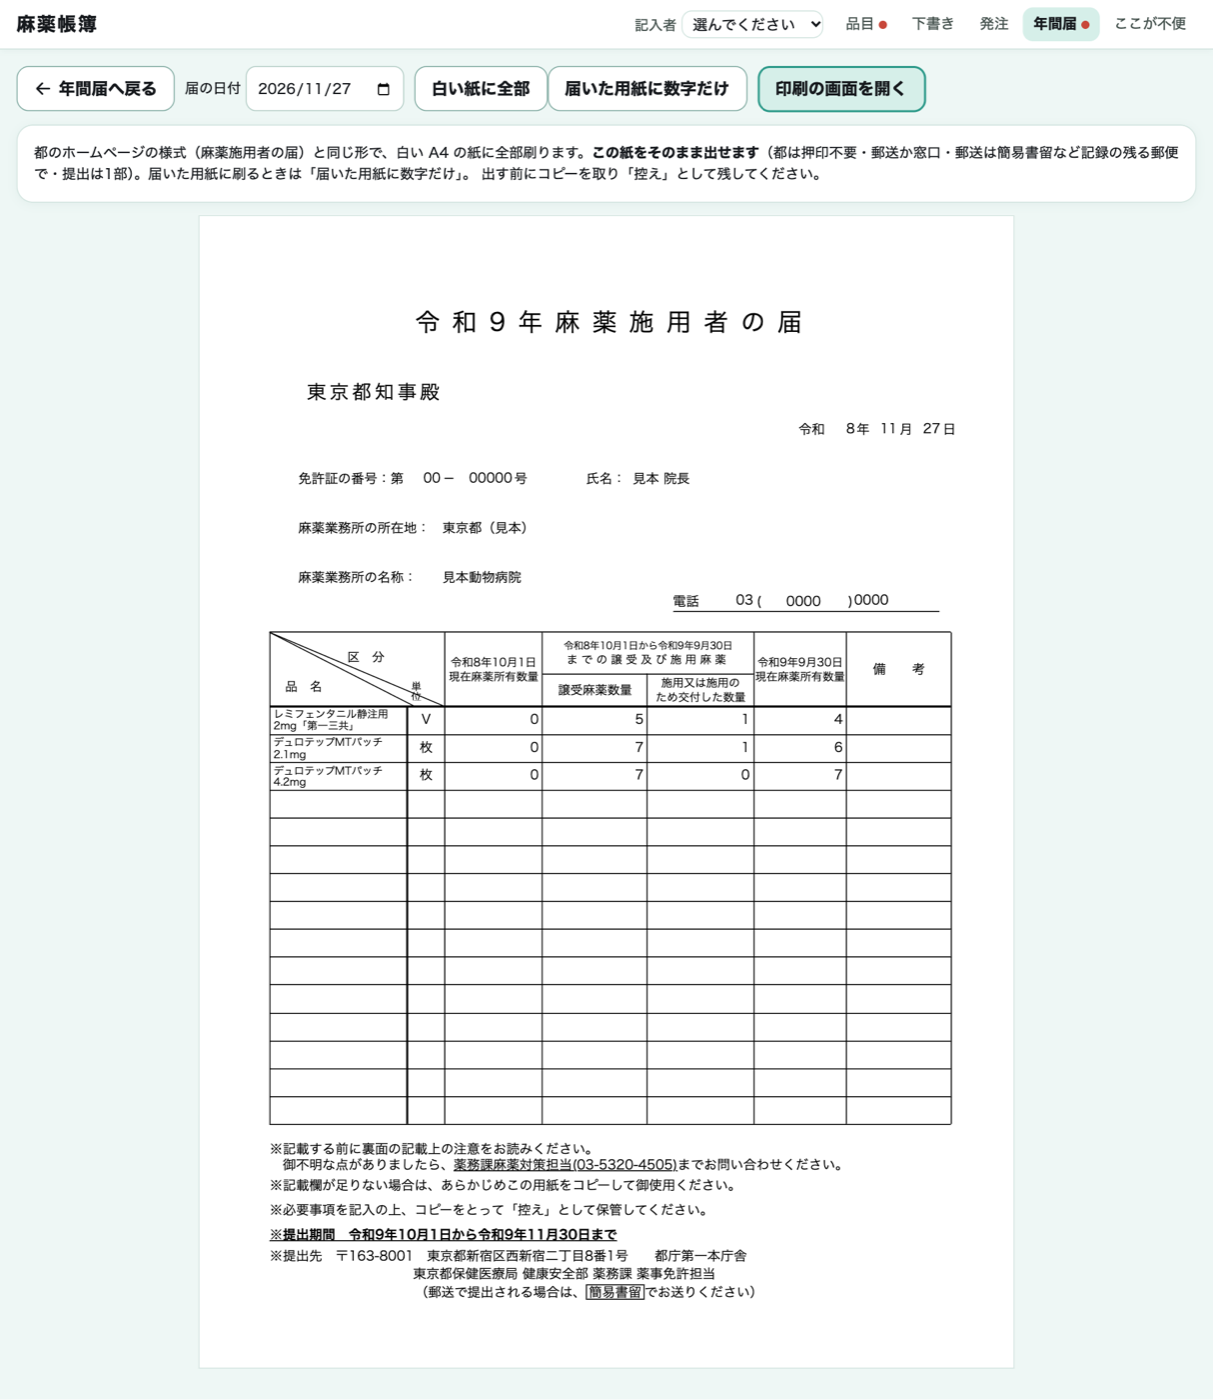 麻薬帳簿
記入者 選んでください 品目 下書き 発注 年間届 ここが不便
← 年間届へ戻る 届の日付 2026/11/27 白い紙に全部 届いた用紙に数字だけ 印刷の画面を開く
都のホームページの様式（麻薬施用者の届）と同じ形で、白い A4 の紙に全部刷ります。この紙をそのまま出せます（都は押印不要・郵送か窓口・郵送は簡易書留など記録の残る郵便
で・提出は1部）。届いた用紙に刷るときは「届いた用紙に数字だけ」。 出す前にコピーを取り「控え」として残してください。
令和9年麻薬施用者の届
東京都知事殿
令和 8年 11月 27日
免許証の番号：第 00－ 00000号 氏名： 見本 院長
麻薬業務所の所在地： 東京都（見本）
麻薬業務所の名称： 見本動物病院
電話 03 ( 0000 )0000
区 分
品 名
単位
令和8年10月1日
現在麻薬所有数量
令和8年10月1日から令和9年9月30日
までの譲受及び施用麻薬
譲受麻薬数量
施用又は施用の
ため交付した数量
令和9年9月30日
現在麻薬所有数量
備 考
レミフェンタニル静注用
2mg「第一三共」 V 0 5 1 4
デュロテップMTパッチ
2.1mg 枚 0 7 1 6
デュロテップMTパッチ
4.2mg 枚 0 7 0 7
※記載する前に裏面の記載上の注意をお読みください。
御不明な点がありましたら、薬務課麻薬対策担当(03-5320-4505)までお問い合わせください。
※記載欄が足りない場合は、あらかじめこの用紙をコピーして御使用ください。
※必要事項を記入の上、コピーをとって「控え」として保管してください。
※提出期間 令和9年10月1日から令和9年11月30日まで
※提出先 〒163-8001 東京都新宿区西新宿二丁目8番1号 都庁第一本庁舎
東京都保健医療局 健康安全部 薬務課 薬事免許担当
（郵送で提出される場合は、簡易書留でお送りください）